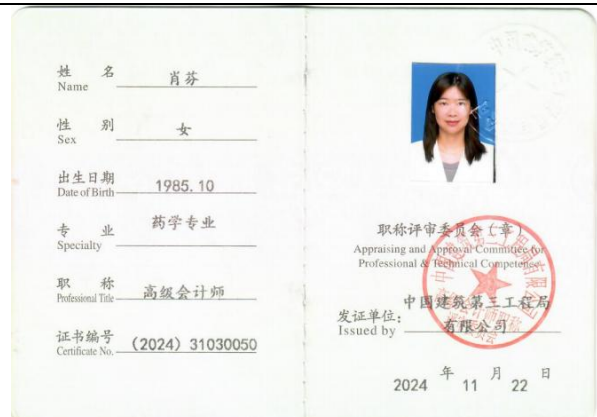 姓 名 肖芬
Name
性 别 女
Sex
出生日期 1985.10
Date of Birth
专 业 药学专业
Specialty
职 称 高级会计师
Professional Title
证书编号 (2024) 31030050
Certificate No.
职称评审委员会(章)
Appraising and Approval Committee for
Professional & Technical Competence
中国建筑第三工程局
发证单位: 有限公司
Issued by
2024 年 11 月 22 日